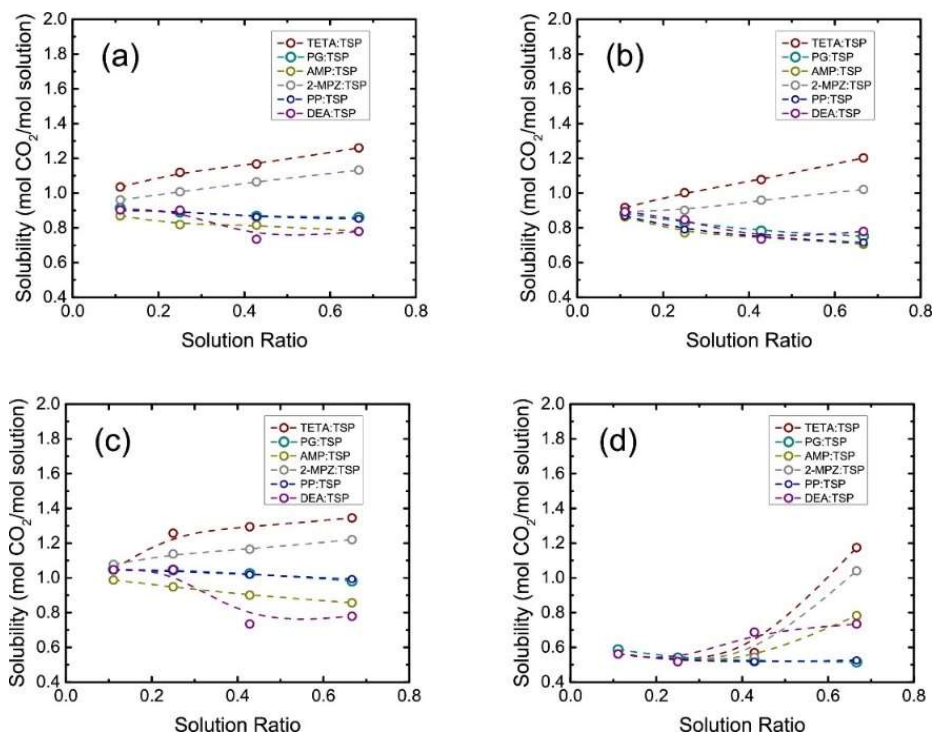 (a)
2.0
1.8
1.6
1.4
1.2
1.0
0.8
0.6
0.4
Solubility (mol CO₂/mol solution)
TETA:TSP
PG:TSP
AMP:TSP
2-MPZ:TSP
PP:TSP
DEA:TSP
0.0 0.2 0.4 0.6 0.8
Solution Ratio
(b)
2.0
1.8
1.6
1.4
1.2
1.0
0.8
0.6
0.4
Solubility (mol CO₂/mol solution)
TETA:TSP
PG:TSP
AMP:TSP
2-MPZ:TSP
PP:TSP
DEA:TSP
0.0 0.2 0.4 0.6 0.8
Solution Ratio
(c)
2.0
1.8
1.6
1.4
1.2
1.0
0.8
0.6
0.4
Solubility (mol CO₂/mol solution)
TETA:TSP
PG:TSP
AMP:TSP
2-MPZ:TSP
PP:TSP
DEA:TSP
0.0 0.2 0.4 0.6 0.8
Solution Ratio
(d)
2.0
1.8
1.6
1.4
1.2
1.0
0.8
0.6
0.4
Solubility (mol CO₂/mol solution)
TETA:TSP
PG:TSP
AMP:TSP
2-MPZ:TSP
PP:TSP
DEA:TSP
0.0 0.2 0.4 0.6 0.8
Solution Ratio